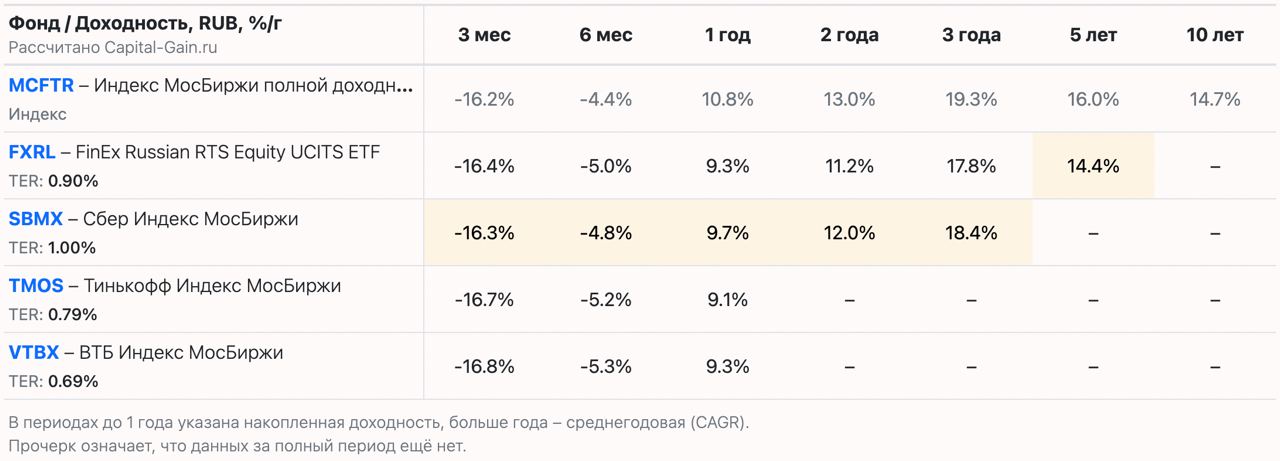 Фонд / Доходность, RUB, %/г 3 мес 6 мес 1 год 2 года 3 года 5 лет 10 лет
Рассчитано Capital-Gain.ru
MCFTR – Индекс МосБиржи полной доходн...
Индекс
-16.2% -4.4% 10.8% 13.0% 19.3% 16.0% 14.7%
FXRL – FinEx Russian RTS Equity UCITS ETF
TER: 0.90%
-16.4% -5.0% 9.3% 11.2% 17.8% 14.4% –
SBMX – Сбер Индекс МосБиржи
TER: 1.00%
-16.3% -4.8% 9.7% 12.0% 18.4% – –
TMOS – Тинькофф Индекс МосБиржи
TER: 0.79%
-16.7% -5.2% 9.1% – – – –
VTBX – ВТБ Индекс МосБиржи
TER: 0.69%
-16.8% -5.3% 9.3% – – – –
В периодах до 1 года указана накопленная доходность, больше года – среднегодовая (CAGR).
Прочерк означает, что данных за полный период ещё нет.